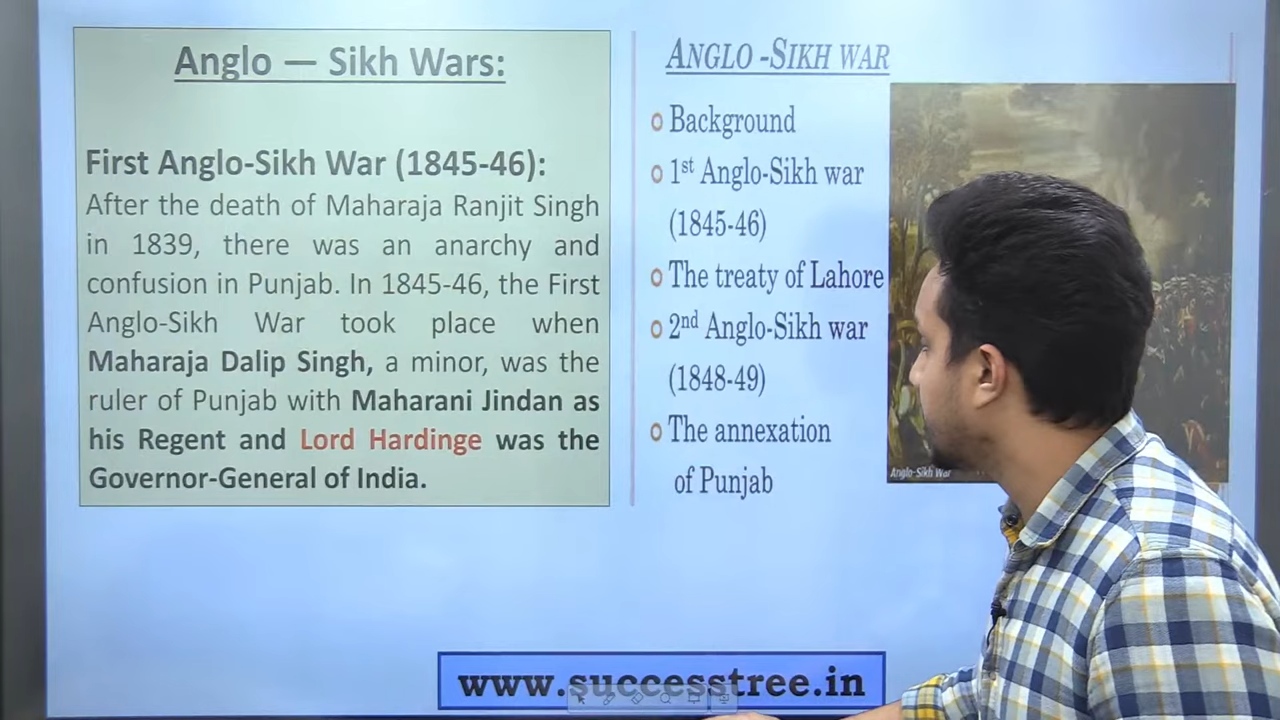 Anglo — Sikh Wars:
First Anglo-Sikh War (1845-46):
After the death of Maharaja Ranjit Singh
in 1839, there was an anarchy and
confusion in Punjab. In 1845-46, the First
Anglo-Sikh War took place when
Maharaja Dalip Singh, a minor, was the
ruler of Punjab with Maharani Jindan as
his Regent and Lord Hardinge was the
Governor-General of India.
ANGLO -SIKH WAR
Background
1st Anglo-Sikh war
(1845-46)
The treaty of Lahore
2nd Anglo-Sikh war
(1848-49)
The annexation
of Punjab
Anglo-Sikh War
www.successtree.in